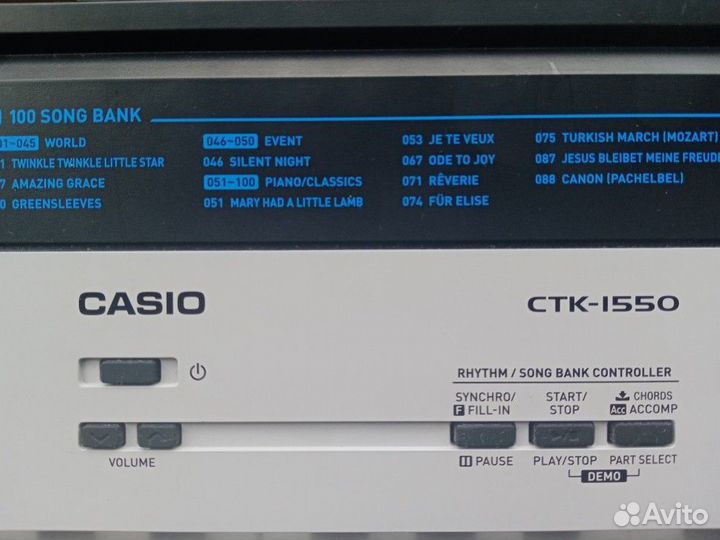 100 SONG BANK
WORLD
TWINKLE TWINKLE LITTLE STAR
AMAZING GRACE
GREENSLEEVES
046~050 EVENT
046 SILENT NIGHT
051~100 PIANO/CLASSICS
051 MARY HAD A LITTLE LAMB
053 JE TE VEUX
067 ODE TO JOY
071 RÊVERIE
074 FÜR ELISE
075 TURKISH MARCH (MOZART)
087 JESUS BLEIBET MEINE FREUDE
088 CANON (PACHELBEL)
CASIO CTK-1550
RHYTHM / SONG BANK CONTROLLER
SYNCHRO/ START/ CHORDS
F FILL-IN STOP Acc ACCOMP
VOLUME PAUSE PLAY/STOP PART SELECT
DEMO
Avito